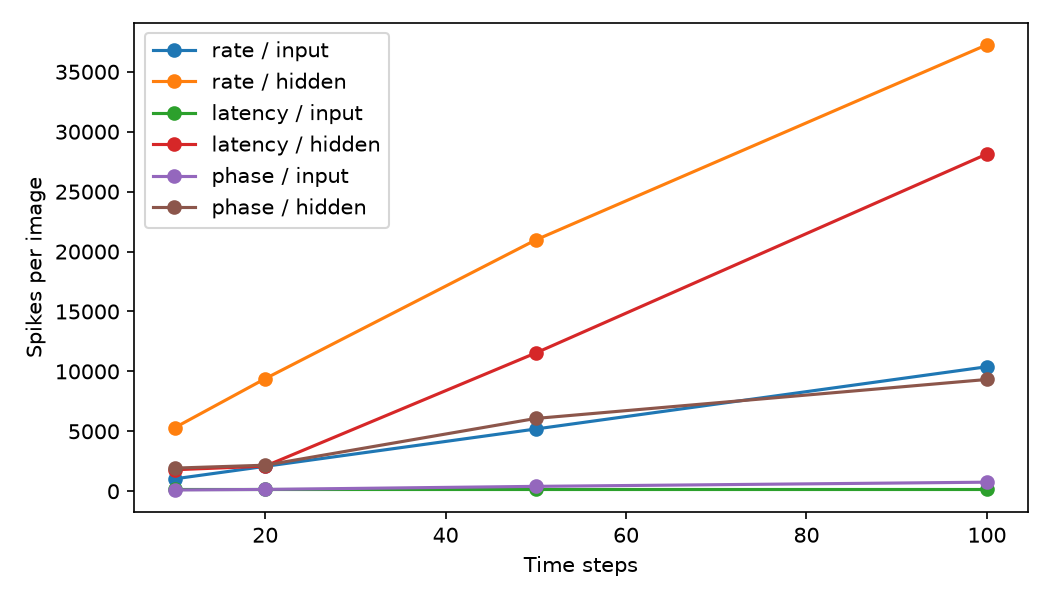 rate / input
rate / hidden
latency / input
latency / hidden
phase / input
phase / hidden
35000
30000
25000
20000
15000
10000
5000
0
Spikes per image
20 40 60 80 100
Time steps